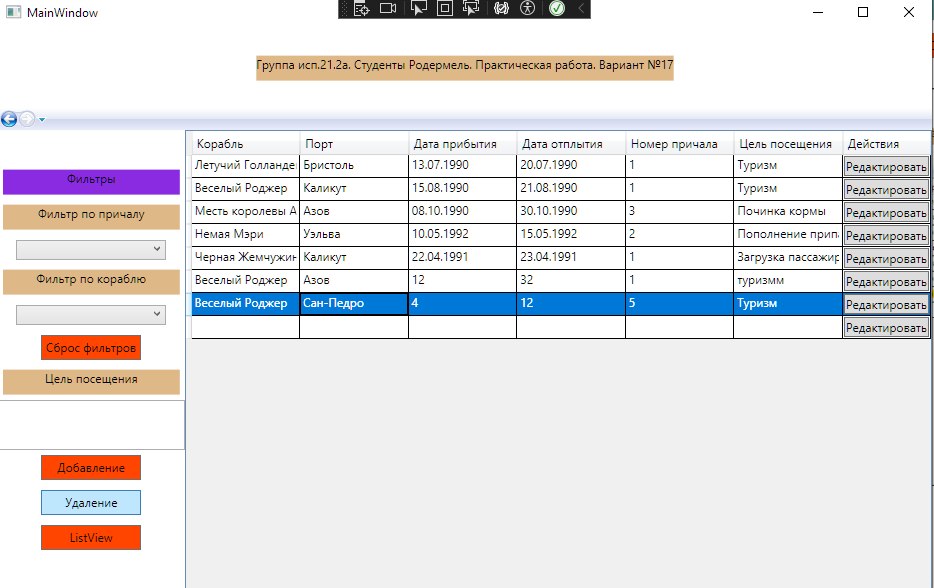 MainWindow
Группа исп.21.2а. Студенты Родермель. Практическая работа. Вариант №17
Фильтры
Фильтр по причалу
Фильтр по кораблю
Сброс фильтров
Цель посещения
Добавление
Удаление
ListView
Корабль Порт Дата прибытия Дата отплытия Номер причала Цель посещения Действия
Летучий Голланде Бристоль 13.07.1990 20.07.1990 1 Туризм Редактировать
Веселый Роджер Каликут 15.08.1990 21.08.1990 1 Туризм Редактировать
Месть королевы А Азов 08.10.1990 30.10.1990 3 Починка кормы Редактировать
Немая Мэри Уэльва 10.05.1992 15.05.1992 2 Пополнение припа Редактировать
Черная Жемчужин Каликут 22.04.1991 23.04.1991 1 Загрузка пассажир Редактировать
Веселый Роджер Азов 12 32 1 туризмм Редактировать
Веселый Роджер Сан-Педро 4 12 5 Туризм Редактировать
Редактировать